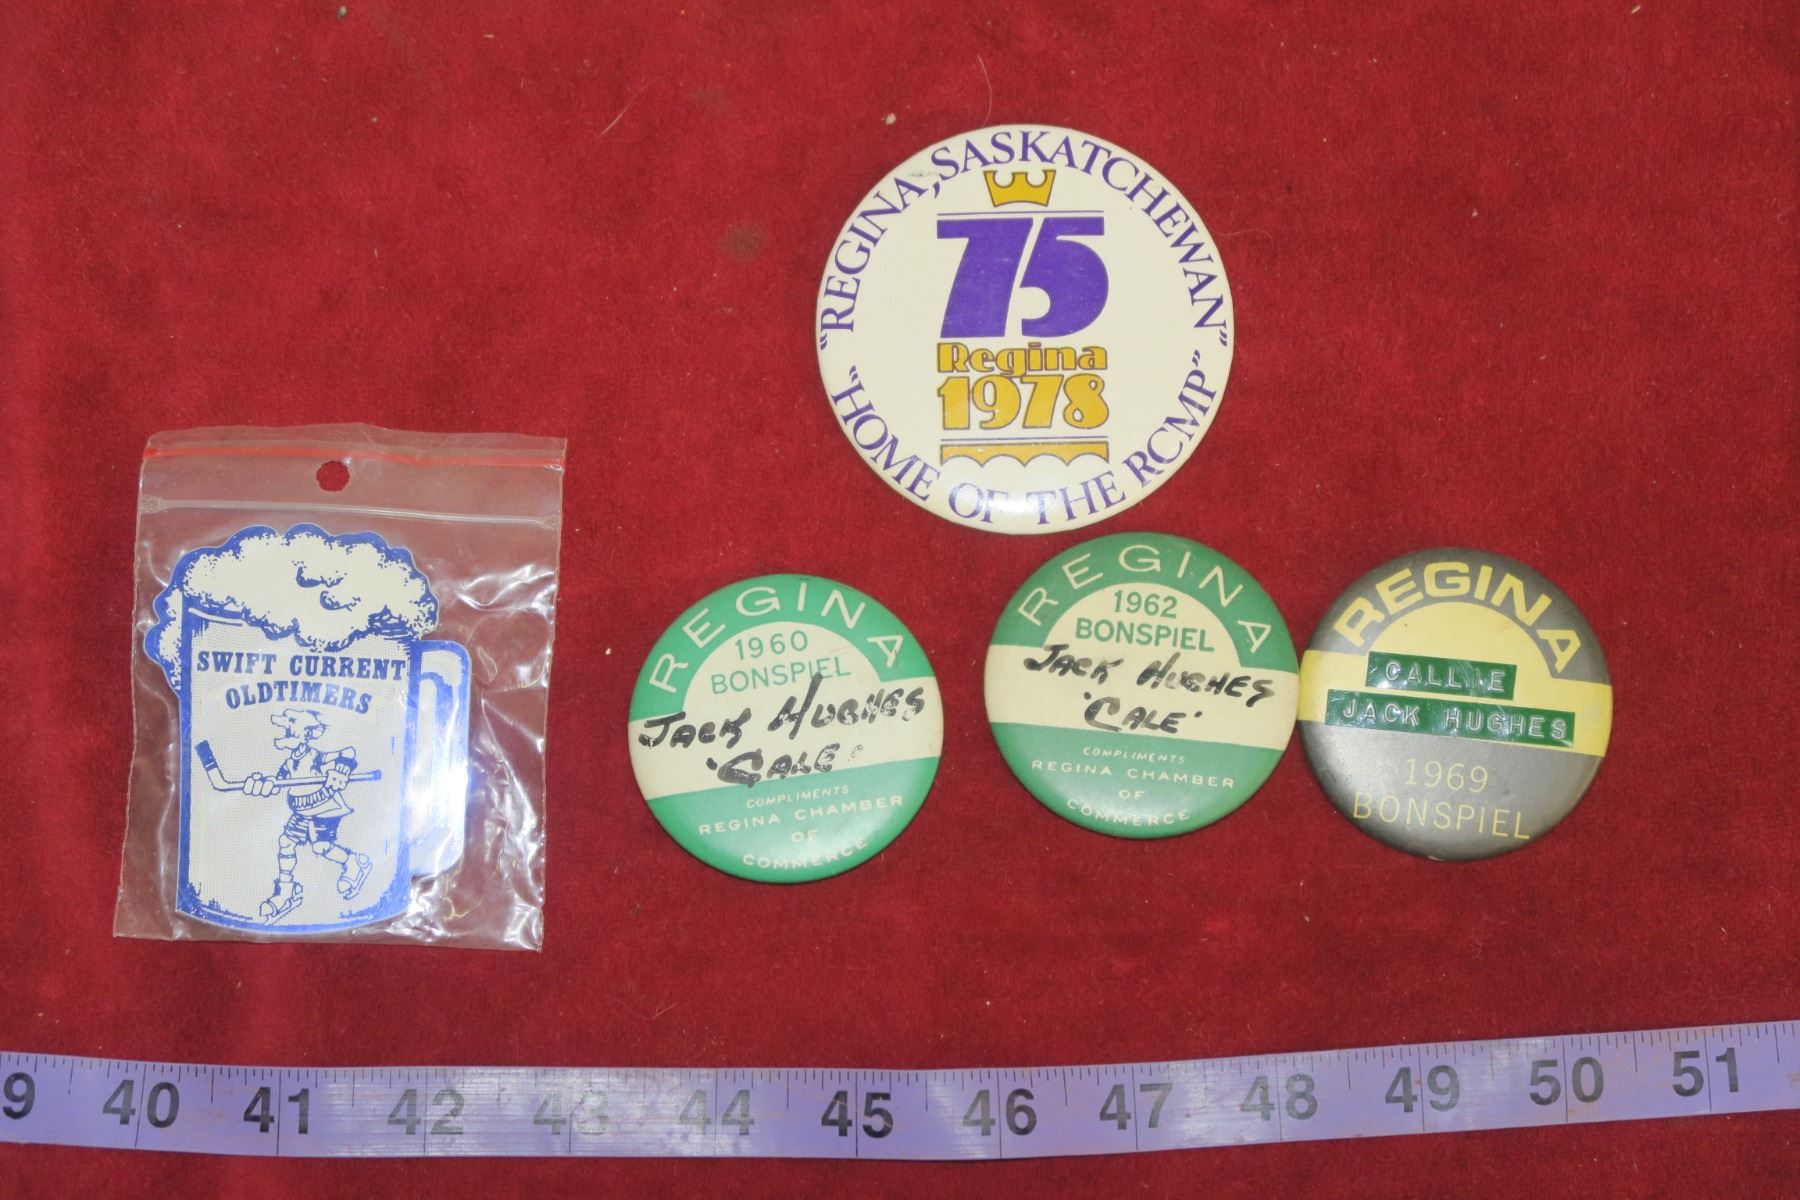 "REGINA, SASKATCHEWAN"
75
Regina
1978
"HOME OF THE RCMP"
SWIFT CURRENT
OLDTIMERS
REGINA
1960
BONSPIEL
JACK HUGHES
'CALE'
COMPLIMENTS
REGINA CHAMBER
OF
COMMERCE
REGINA
1962
BONSPIEL
JACK HUGHES
'CALE'
COMPLIMENTS
REGINA CHAMBER
OF
COMMERCE
REGINA
CALLIE
JACK HUGHES
1969
BONSPIEL
9 40 41 42 43 44 45 46 47 48 49 50 51